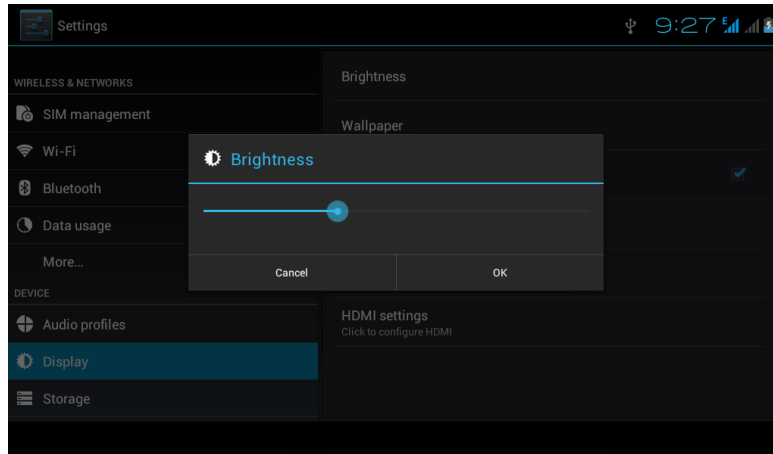 Settings
9:27
E
WIRELESS & NETWORKS
SIM management
Wi-Fi
Bluetooth
Data usage
More...
DEVICE
Audio profiles
Display
Storage
Brightness
Wallpaper
HDMI settings
Click to configure HDMI
Brightness
Cancel
OK